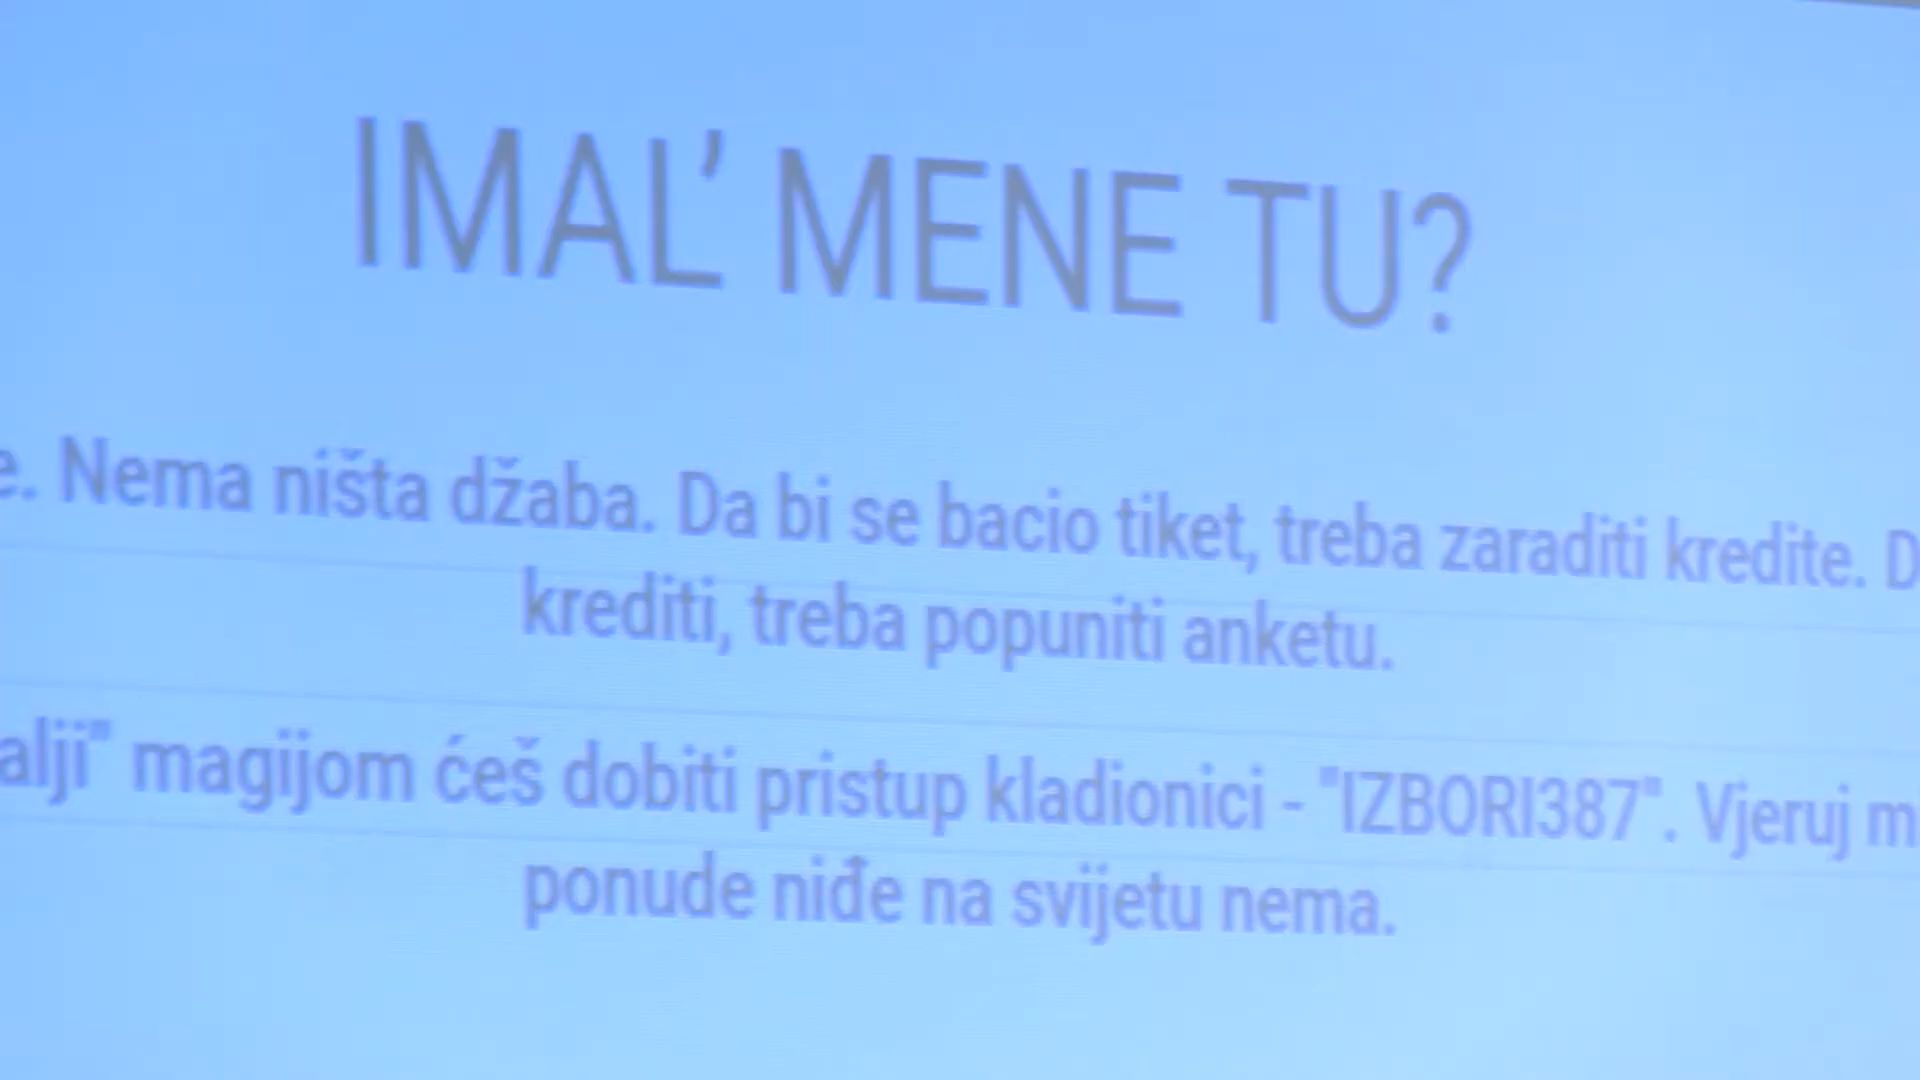 IMAL' MENE TU?
e. Nema ništa džaba. Da bi se bacio tiket, treba zaraditi kredite. D
krediti, treba popuniti anketu.
alji" magijom ćeš dobiti pristup kladionici - "IZBORI387". Vjeruj m
ponude niđe na svijetu nema.